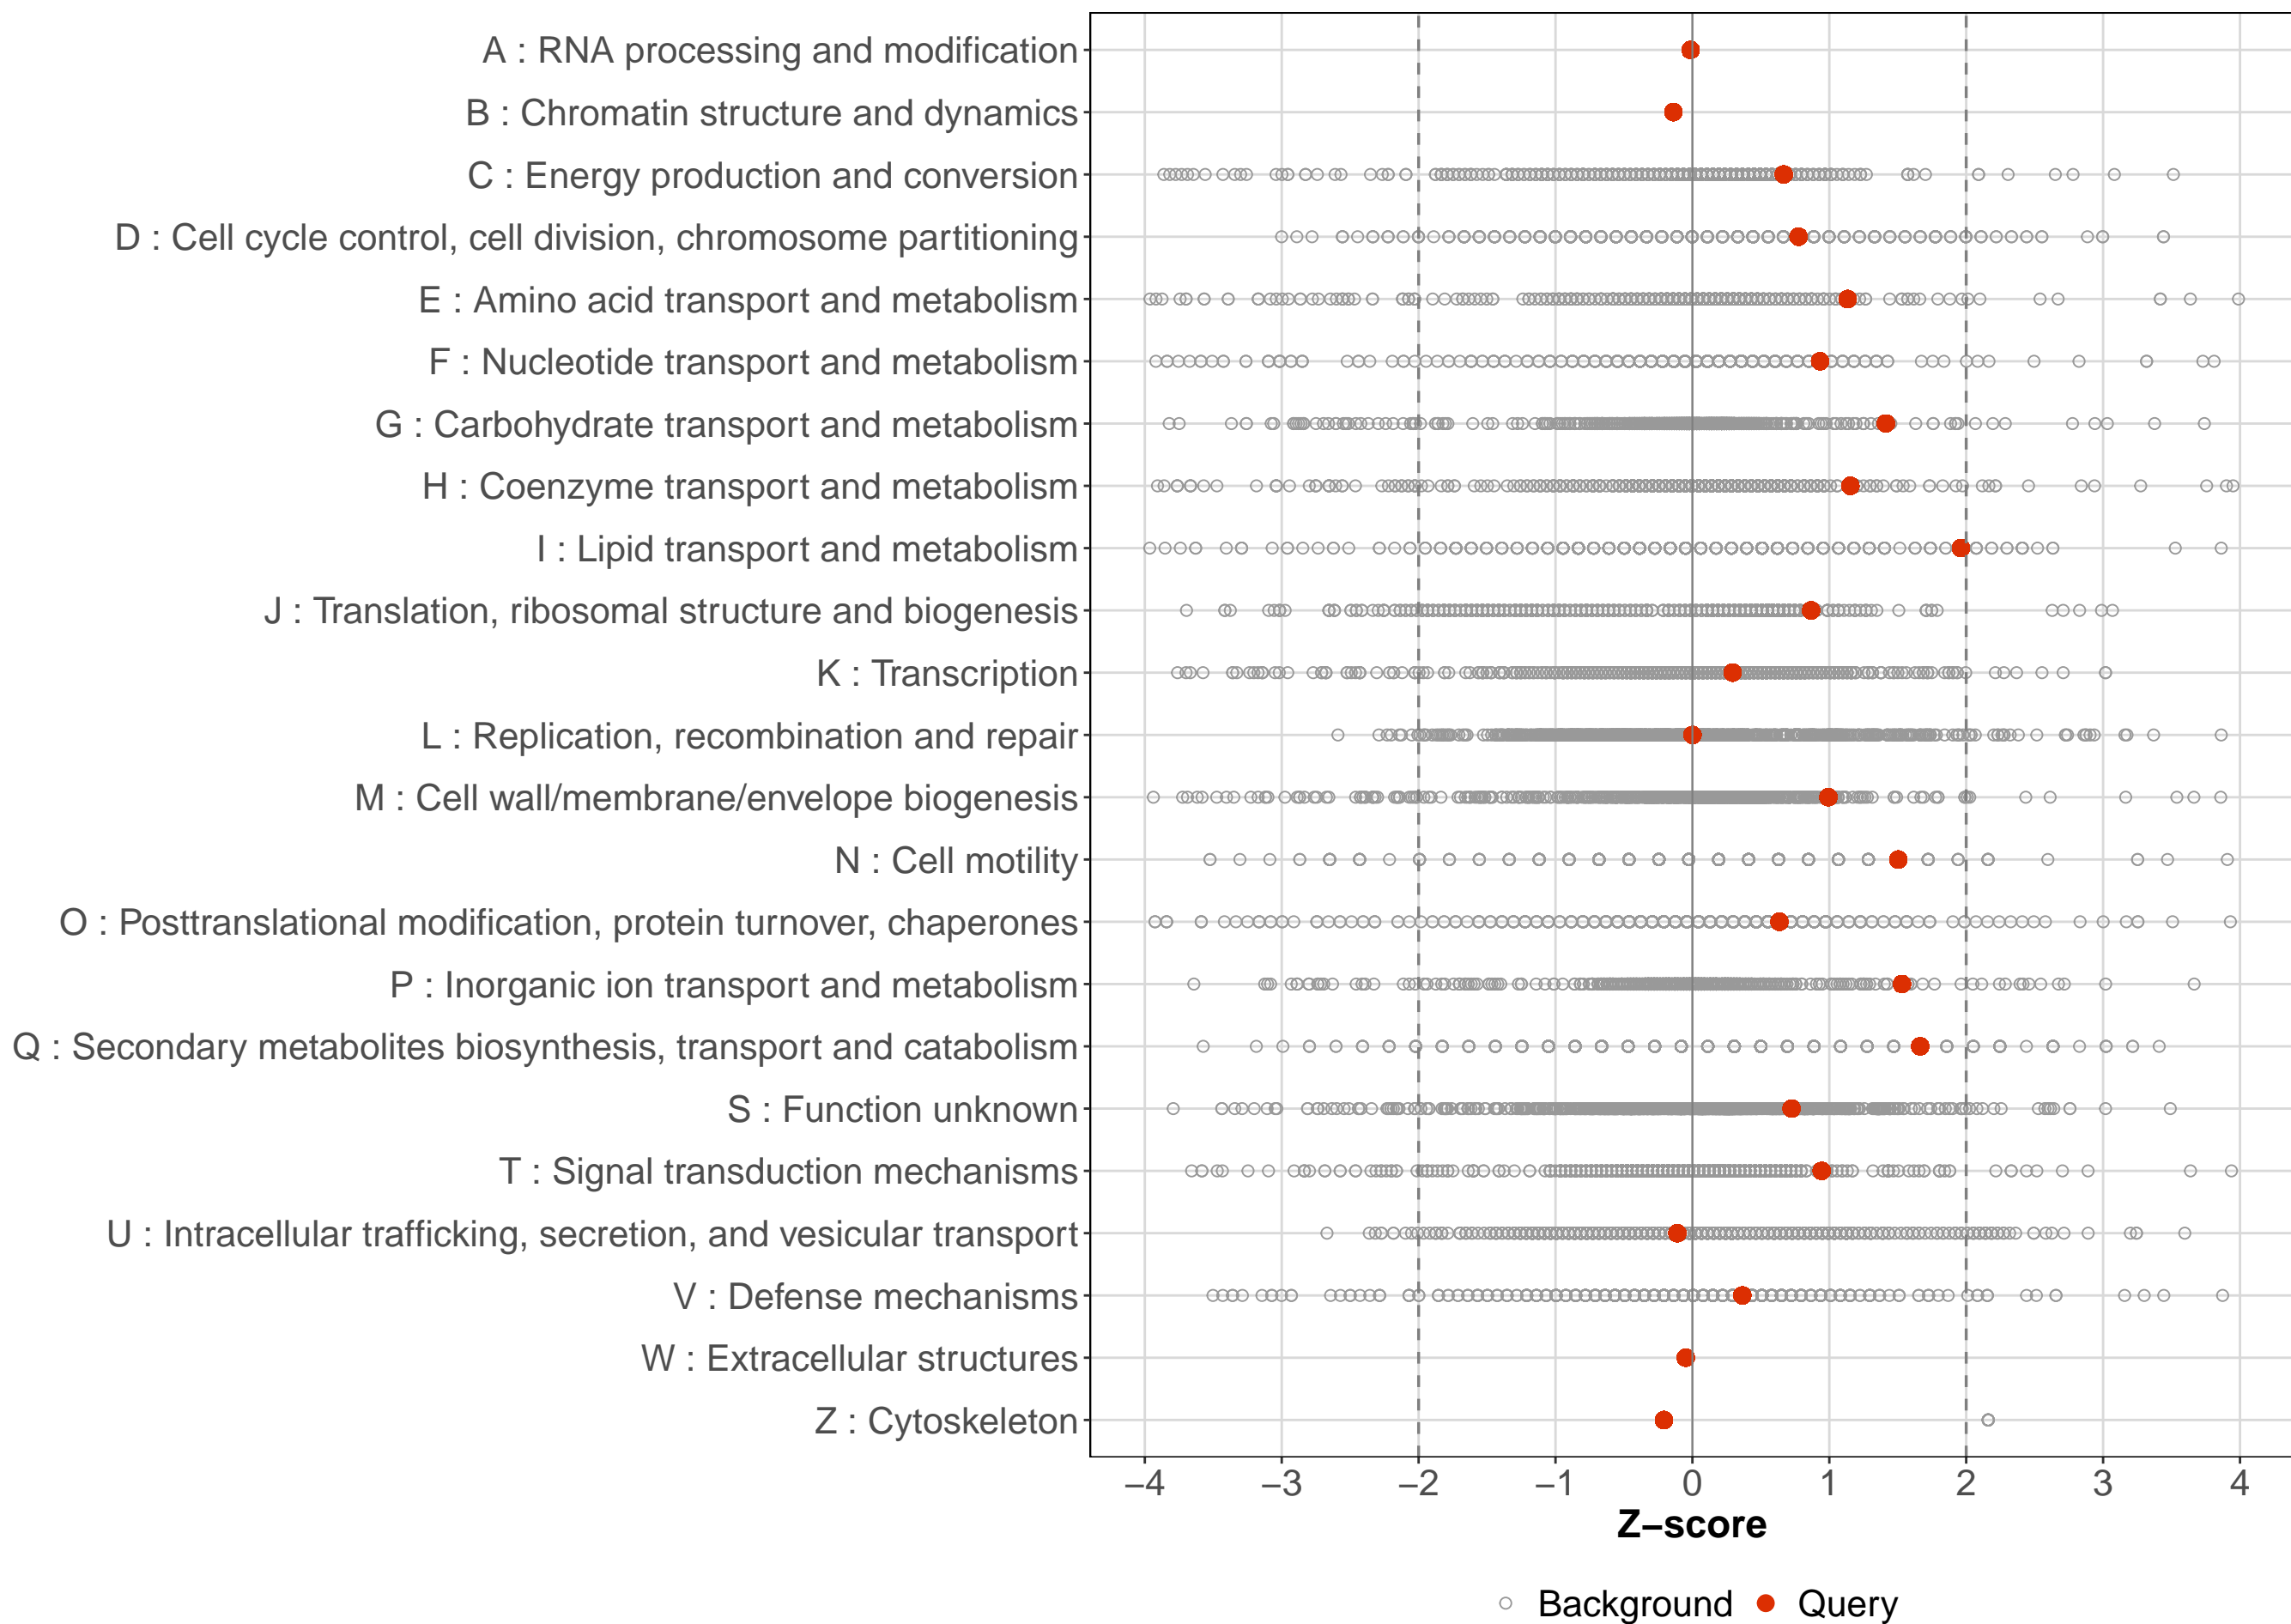 A : RNA processing and modification
B : Chromatin structure and dynamics
C : Energy production and conversion
D : Cell cycle control, cell division, chromosome partitioning
E : Amino acid transport and metabolism
F : Nucleotide transport and metabolism
G : Carbohydrate transport and metabolism
H : Coenzyme transport and metabolism
I : Lipid transport and metabolism
J : Translation, ribosomal structure and biogenesis
K : Transcription
L : Replication, recombination and repair
M : Cell wall/membrane/envelope biogenesis
N : Cell motility
O : Posttranslational modification, protein turnover, chaperones
P : Inorganic ion transport and metabolism
Q : Secondary metabolites biosynthesis, transport and catabolism
S : Function unknown
T : Signal transduction mechanisms
U : Intracellular trafficking, secretion, and vesicular transport
V : Defense mechanisms
W : Extracellular structures
Z : Cytoskeleton
−4 −3 −2 −1 0 1 2 3 4
Z−score
Background Query